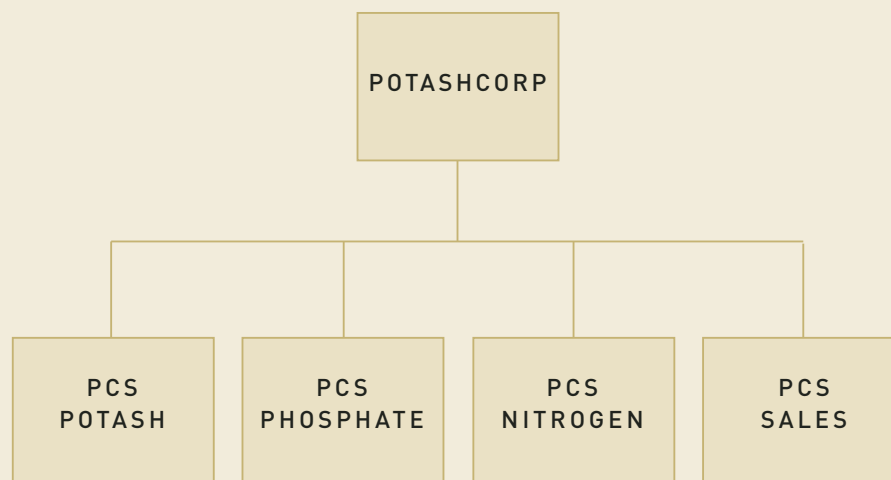 POTASHCORP
PCS
POTASH
PCS
PHOSPHATE
PCS
NITROGEN
PCS
SALES